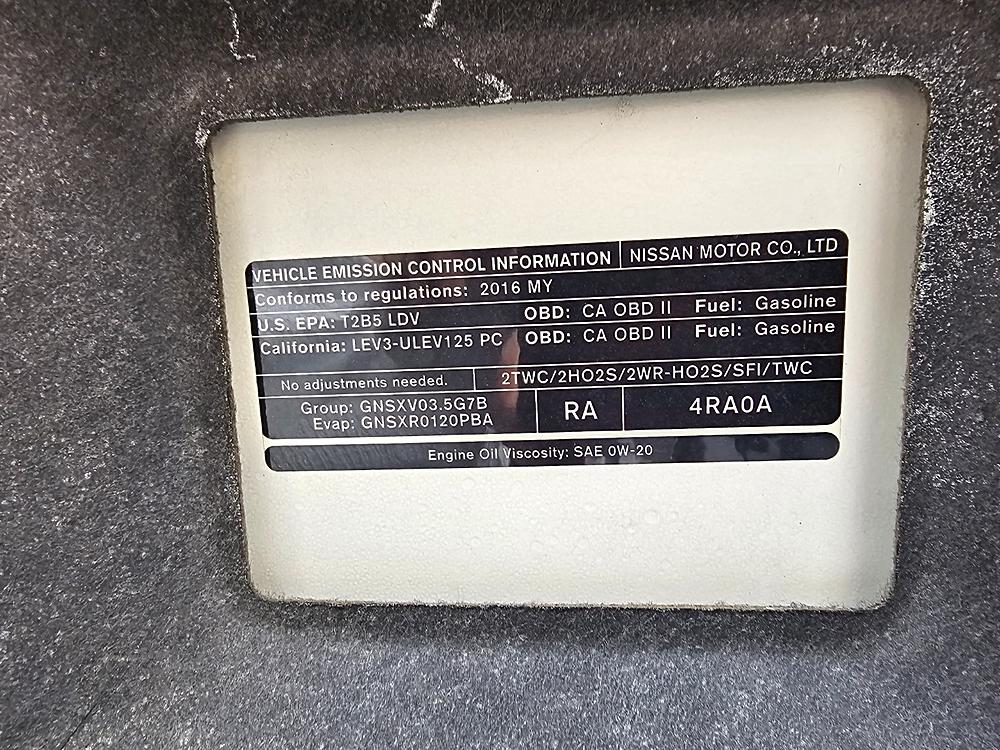 VEHICLE EMISSION CONTROL INFORMATION NISSAN MOTOR CO., LTD
Conforms to regulations: 2016 MY
U.S. EPA: T2B5 LDV OBD: CA OBD II Fuel: Gasoline
California: LEV3-ULEV125 PC OBD: CA OBD II Fuel: Gasoline
No adjustments needed. 2TWC/2HO2S/2WR-HO2S/SFI/TWC
Group: GNSXV03.5G7B RA 4RA0A
Evap: GNSXR0120PBA
Engine Oil Viscosity: SAE 0W-20